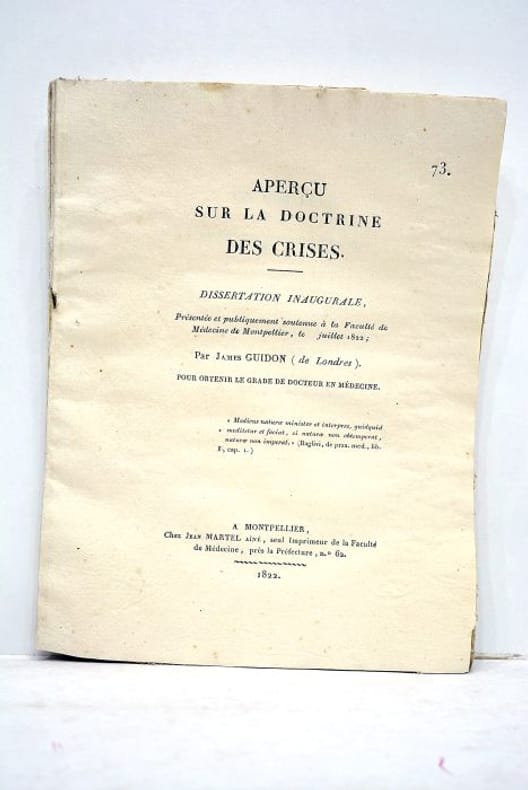 73.
APERÇU
SUR LA DOCTRINE
DES CRISES.
DISSERTATION INAUGURALE,
Présentée et publiquement soutenue à la Faculté de
Médecine de Montpellier, le juillet 1822;
Par JAMES GUIDON (de Londres).
POUR OBTENIR LE GRADE DE DOCTEUR EN MÉDECINE.
« Medicus naturæ minister et interpres, quidquid
« meditetur et faciat, si naturæ non obtemperat,
naturæ non imperat. » (Baglivi, de prax. med., lib.
I, cap. 1.)
A MONTPELLIER,
Chez JEAN MARTEL AÎNÉ, seul Imprimeur de la Faculté
de Médecine, près la Préfecture, n.º 62.
1822.